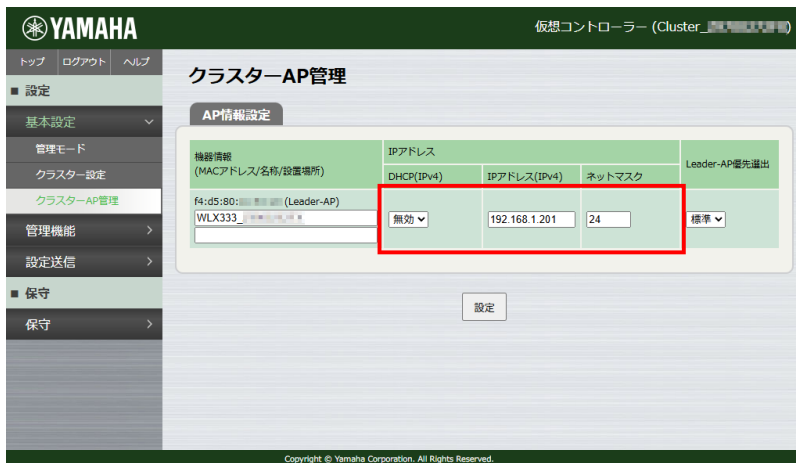 YAMAHA
仮想コントローラー (Cluster_
トップ ログアウト ヘルプ
設定
基本設定
管理モード
クラスター設定
クラスターAP管理
管理機能
設定送信
保守
保守
クラスターAP管理
AP情報設定
機器情報
(MACアドレス/名称/設置場所)
IPアドレス
DHCP(IPv4) IPアドレス(IPv4) ネットマスク
Leader-AP優先選出
f4:d5:80: (Leader-AP)
WLX333_
無効 192.168.1.201 24 標準
設定
Copyright © Yamaha Corporation. All Rights Reserved.